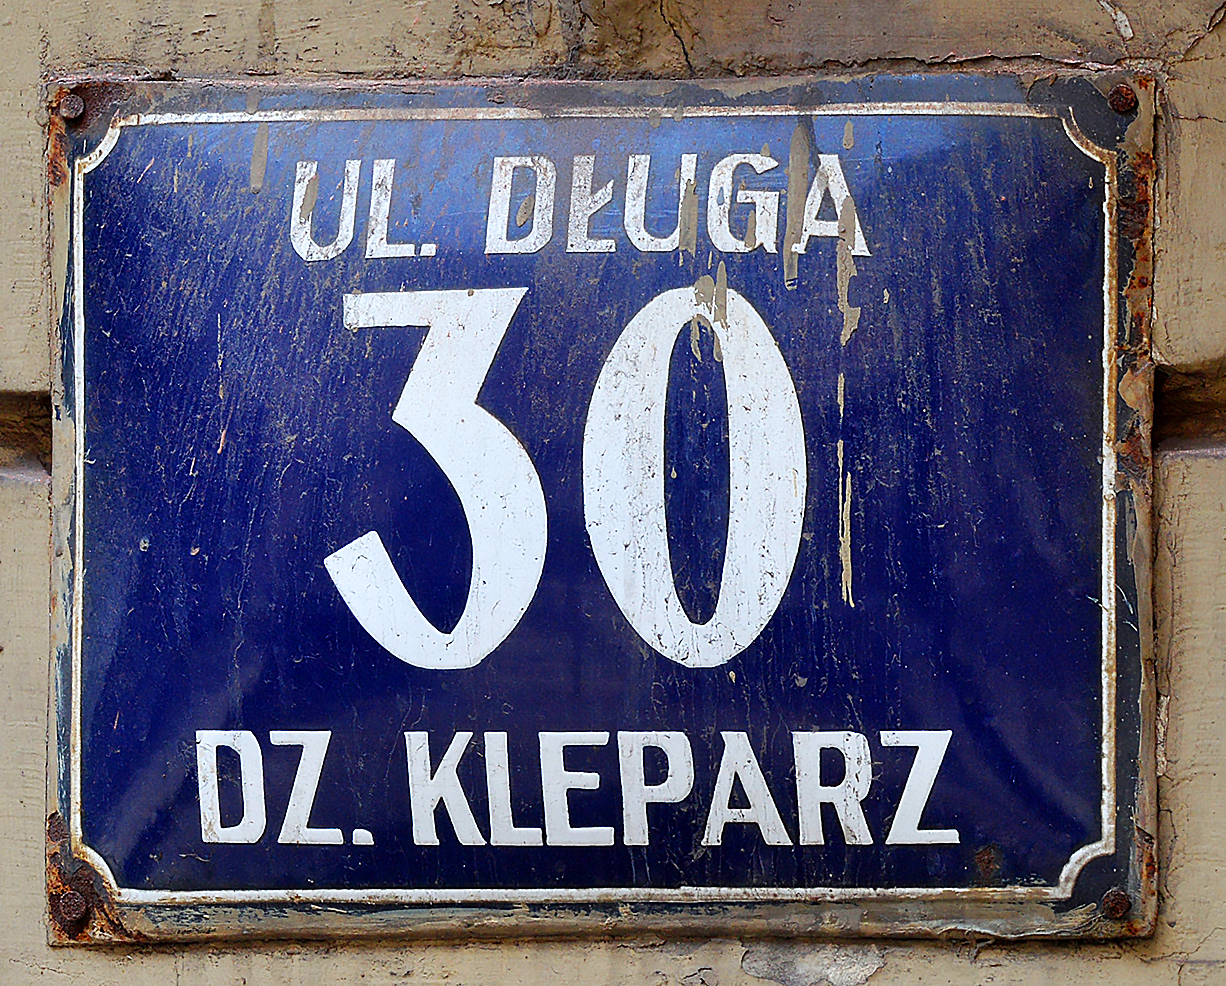 UL. DŁUGA
30
DZ. KLEPARZ